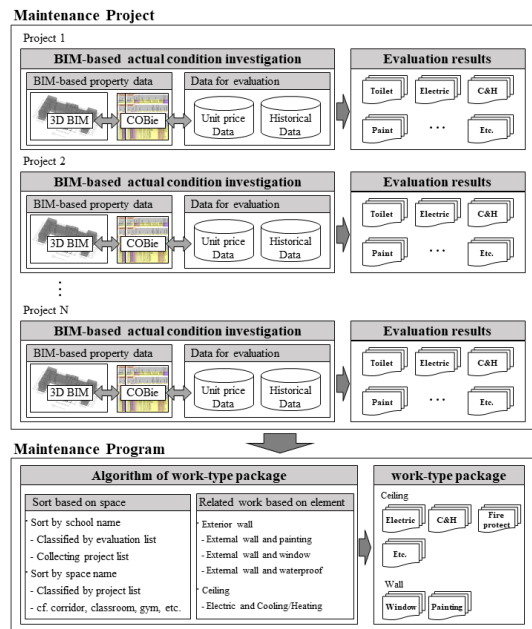 Maintenance Project
Project 1
BIM-based actual condition investigation
BIM-based property data
3D BIM
COBie
Data for evaluation
Unit price
Data
Historical
Data
Evaluation results
Toilet
Electric
C&H
Paint
...
Etc.
Project 2
BIM-based actual condition investigation
BIM-based property data
3D BIM
COBie
Data for evaluation
Unit price
Data
Historical
Data
Evaluation results
Toilet
Electric
C&H
Paint
...
Etc.
Project N
BIM-based actual condition investigation
BIM-based property data
3D BIM
COBie
Data for evaluation
Unit price
Data
Historical
Data
Evaluation results
Toilet
Electric
C&H
Paint
...
Etc.
Maintenance Program
Algorithm of work-type package
Sort based on space
· Sort by school name
- Classified by evaluation list
- Collecting project list
· Sort by space name
- Classified by project list
- cf. corridor, classroom, gym, etc.
Related work based on element
· Exterior wall
- External wall and painting
- External wall and window
- External wall and waterproof
· Ceiling
- Electric and Cooling/Heating
work-type package
Ceiling
Electric
C&H
Fire
protect
Etc.
Wall
Window
Painting